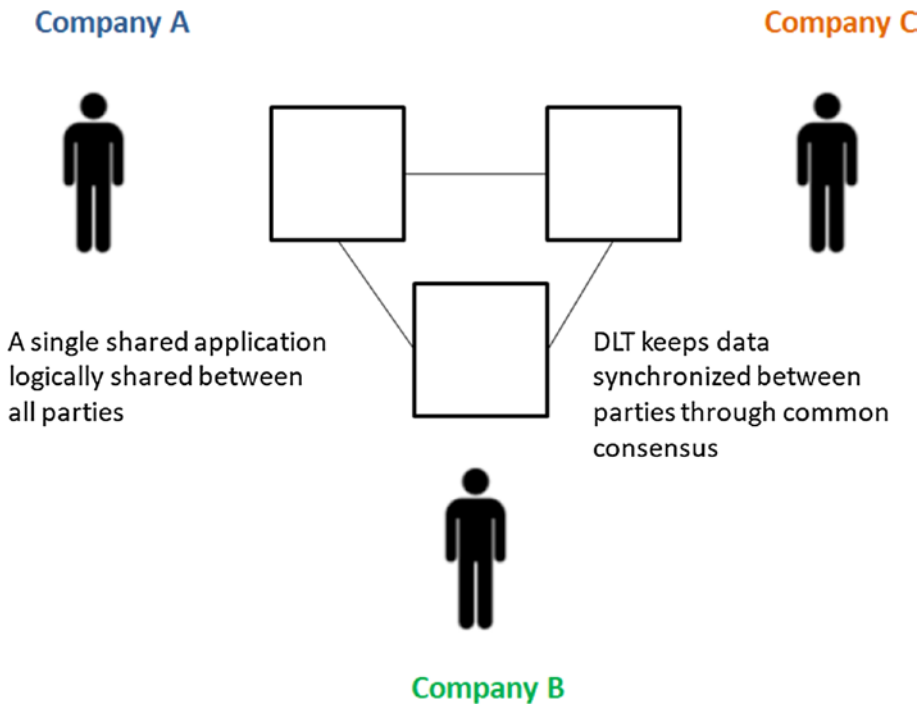 Company A
Company C
A single shared application
logically shared between
all parties
DLT keeps data
synchronized between
parties through common
consensus
Company B